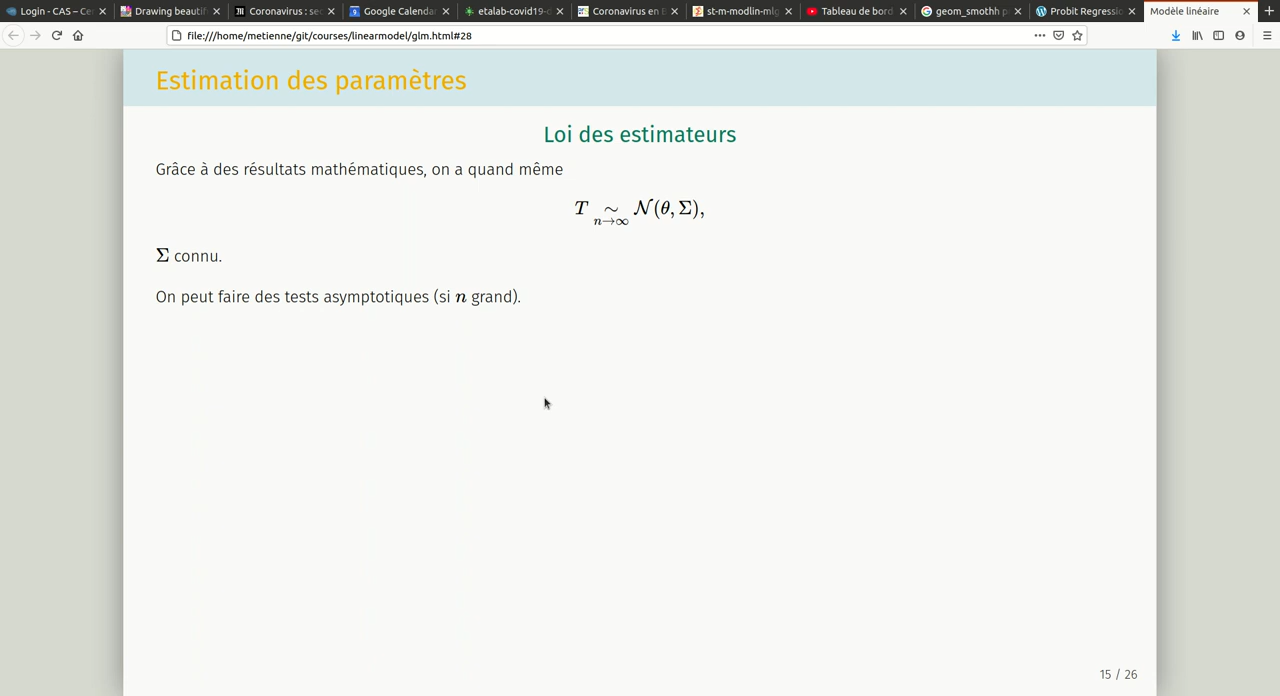 Login - CAS – Ce
Drawing beautif
Coronavirus : se
Google Calenda
etalab-covid19-d
Coronavirus en
st-m-modlin-mlg
Tableau de bord
geom_smothh p
Probit Regressi
Modèle linéaire
file:///home/metienne/git/courses/linearmodel/glm.html#28
Estimation des paramètres
Loi des estimateurs
Grâce à des résultats mathématiques, on a quand même
T ∼ N(θ, Σ),
n→∞
Σ connu.
On peut faire des tests asymptotiques (si n grand).
15 / 26